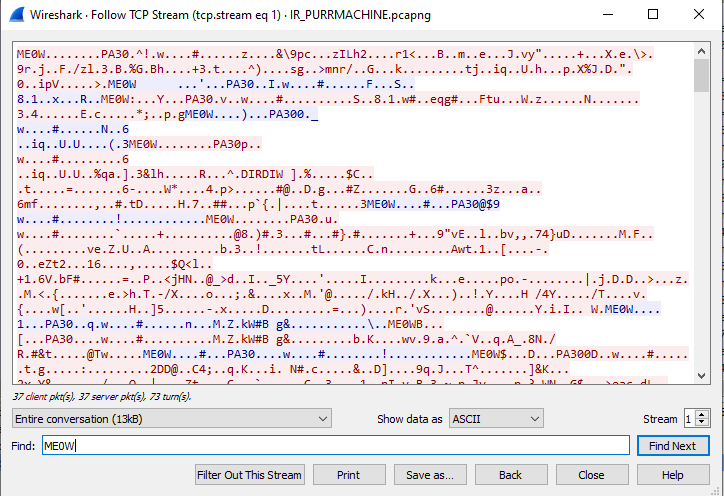 Wireshark · Follow TCP Stream (tcp.stream eq 1) · IR_PURRMACHINE.pcapng
ME0W........PA30.^!.w....#......z....&\9pc...zILh2....r1<...B..m...e...J.vy".....+...X.e.\>.
9r.j..F./zl.3.B.%G.Bh....+3.t....^)....sg..>mnr/..G...k.........tj..iq..U.h...p.X%J.D.".
0..ipV.....>.ME0W    ...'...PA30..I.w....#......F...S..
8.1..x...R..ME0W:...Y...PA30.v..w....#..........S..8.1.w#..eqg#...Ftu...W.z......N.......
3.4......E.c.....*;..p.gME0W....)...PA300._
w....#......N..6
..iq..U.U....(.3ME0W........PA30p..
w....#........6
..iq..U.U..%qa.].3&lh.....R...^.DIRDIW ].%.....$C..
.t.....=.......6-....W*....4.p>......#@..D.g...#Z.......G..6#......3z...a..
6mf.......,..#.tD.....H.7..##...p`{.|....t......3ME0W....#...PA30@$9
w....#........!............ME0W........PA30.u.
w....#........`.....+..........@8.)#.3...#...#}.#.......+...9"vE..l..bv,,.74}uD.......M.F..
(.........ve.Z.U..A..........b.3..!.......tL......C.n.........Awt.1..[....-.
0..eZt2...16....,.....$Q<l..
+1.6V.bF#......=..P..<jHN..@_>d..I.._5Y....'.....I.........k...e.....po.-........|.j.D.D..>...z.
.M.<.{.......e.>h.T.-/X....o...;.&....x..M.'@...../.kH../.X...)..!.Y....H /4Y...../T....v.
{....w[..'......H..]5......-.x.....D.........=...)....r.'vS........@......Y.i.I.. W.ME0W....
1...PA30..q.w....#......n...M.Z.kW#B g&..........\..ME0WB...
[...PA30....w....#......M.Z.kW#B g&..........b.K....wv.9.a.^.`V..q.A_.8N./
R.#&t.....@Tw....ME0W....#...PA30....w....#........!..............ME0W$...D...PA300D..w....#.....
.t.g.....:.......2DD@..C4;..q.K...i. N#.c.....&..D]....9q.J...T^.......]&K...
37 client pkt(s), 37 server pkt(s), 73 turn(s).
Entire conversation (13kB)
Show data as
ASCII
Stream
1
Find:
ME0W
Find Next
Filter Out This Stream
Print
Save as...
Back
Close
Help